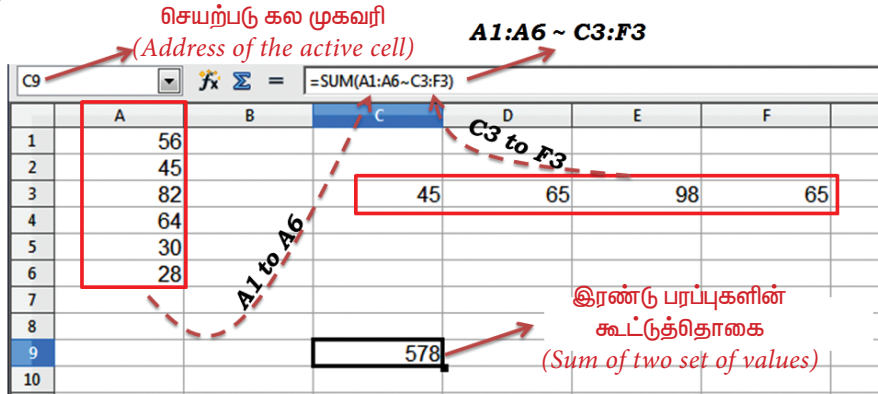 செயற்படு கல முகவரி
(Address of the active cell)
A1:A6 ~ C3:F3
C9 fx Σ = =SUM(A1:A6~C3:F3)
A B C D E F
1 56
2 45
C3 to F3
3 82 45 65 98 65
4 64
5 30
6 28
A1 to A6
7
8
9 578
10
இரண்டு பரப்புகளின்
கூட்டுத்தொகை
(Sum of two set of values)